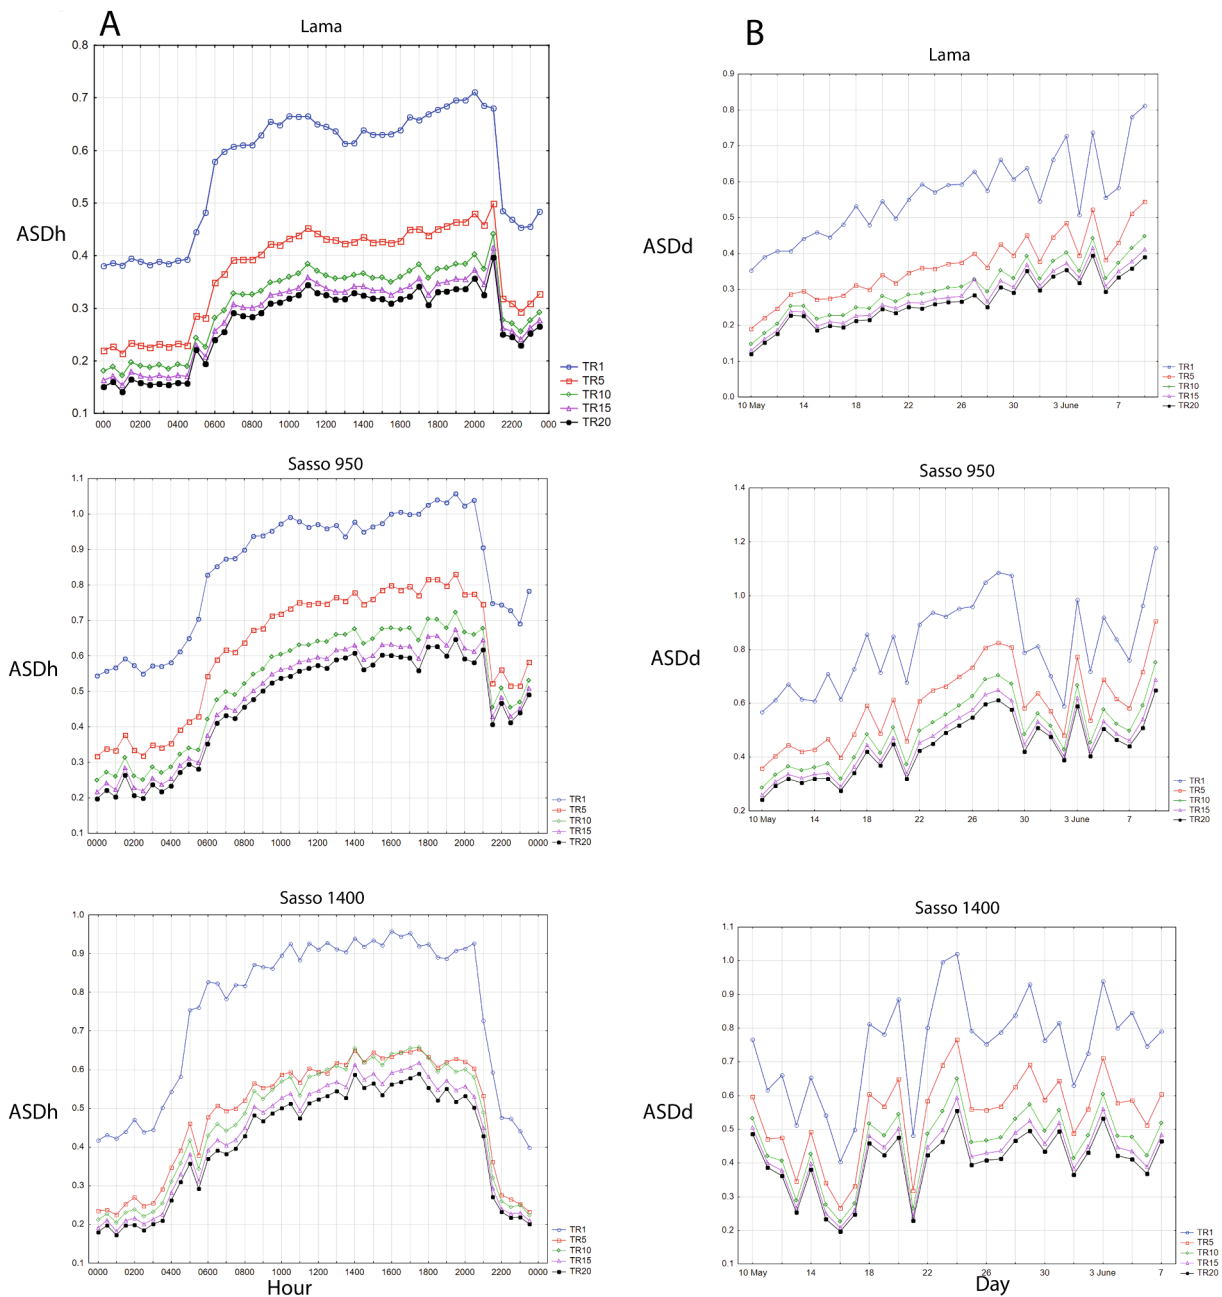 A
Lama
ASDh
0.8
0.7
0.6
0.5
0.4
0.3
0.2
0.1
000 0200 0400 0600 0800 1000 1200 1400 1600 1800 2000 2200 000
TR1
TR5
TR10
TR15
TR20
Sasso 950
ASDh
1.1
1.0
0.9
0.8
0.7
0.6
0.5
0.4
0.3
0.2
0.1
0000 0200 0400 0600 0800 1000 1200 1400 1600 1800 2000 2200 0000
TR1
TR5
TR10
TR15
TR20
Sasso 1400
ASDh
1.0
0.9
0.8
0.7
0.6
0.5
0.4
0.3
0.2
0.1
0000 0200 0400 0600 0800 1000 1200 1400 1600 1800 2000 2200 0000
TR1
TR5
TR10
TR15
TR20
Hour
B
Lama
ASDd
0.9
0.8
0.7
0.6
0.5
0.4
0.3
0.2
0.1
0.0
10 May 14 18 22 26 30 3 June 7
TR1
TR5
TR10
TR15
TR20
Sasso 950
ASDd
1.4
1.2
1.0
0.8
0.6
0.4
0.2
10 May 14 18 22 26 30 3 June 7
TR1
TR5
TR10
TR15
TR20
Sasso 1400
ASDd
1.1
1.0
0.9
0.8
0.7
0.6
0.5
0.4
0.3
0.2
0.1
10 May 14 18 22 26 30 3 June 7
TR1
TR5
TR10
TR15
TR20
Day